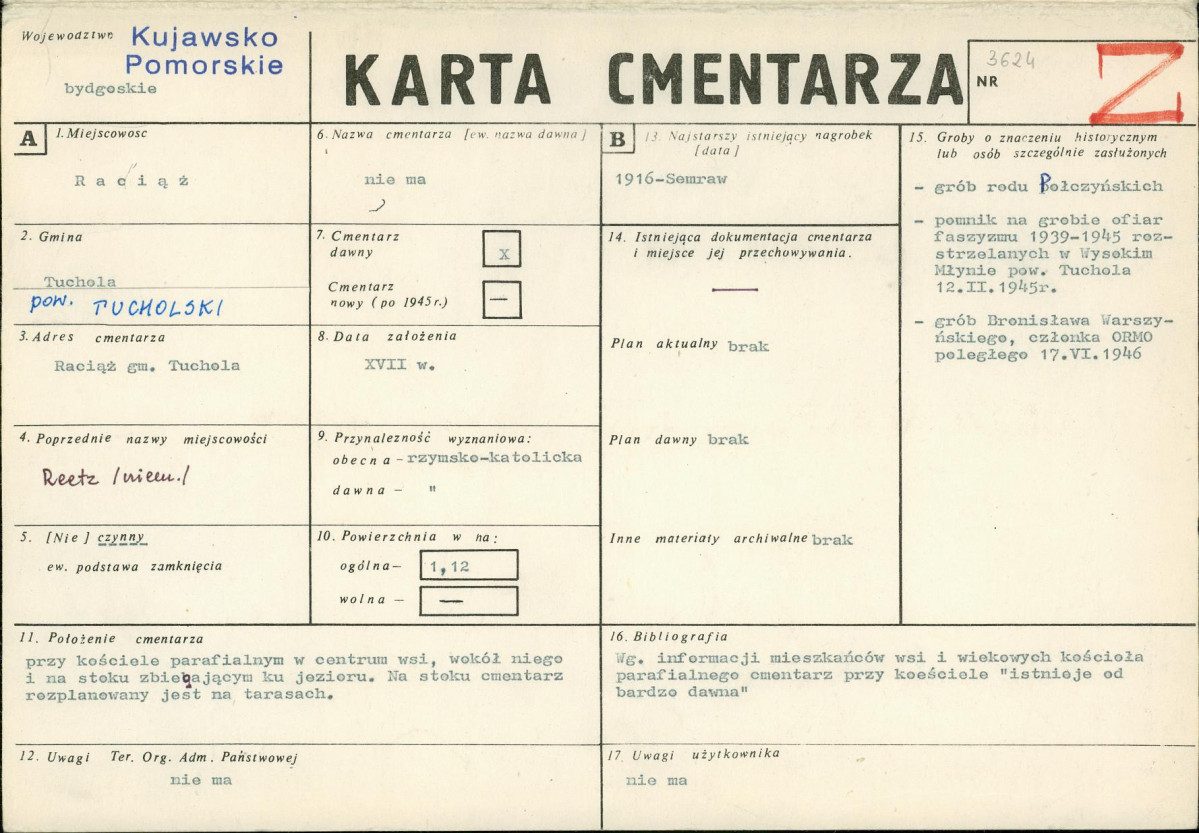 Województwo Kujawsko
Pomorskie
bydgoskie
KARTA CMENTARZA
NR 3624
Z
A
1. Miejscowosc
Raciąż
2. Gmina
Tuchola
pow. TUCHOLSKI
3. Adres cmentarza
Raciąż gm. Tuchola
4. Poprzednie nazwy miejscowości
Reetz /niem./
5. [Nie] czynny
ew. podstawa zamknięcia
6. Nazwa cmentarza [ew. nazwa dawna]
nie ma
7. Cmentarz
dawny x
Cmentarz
nowy (po 1945 r.) —
8. Data założenia
XVII w.
9. Przynalezność wyznaniowa:
obecna - rzymsko-katolicka
dawna - "
10. Powierzchnia w ha:
ogólna - 1,12
wolna - —
11. Położenie cmentarza
przy kościele parafialnym w centrum wsi, wokół niego
i na stoku zbiegającym ku jezioru. Na stoku cmentarz
rozplanowany jest na tarasach.
12. Uwagi Ter. Org. Adm. Państwowej
nie ma
B
13. Najstarszy istniejący nagrobek
[data]
1916-Semraw
14. Istniejąca dokumentacja cmentarza
i miejsce jej przechowywania.
—
Plan aktualny brak
Plan dawny brak
Inne materiały archiwalne brak
15. Groby o znaczeniu historycznym
lub osób szczególnie zasłużonych
- grób rodu Połczyńskich
- pomnik na grobie ofiar
faszyzmu 1939-1945 roz-
strzelanych w Wysokim
Młynie pow. Tuchola
12.II.1945r.
- grób Bronisława Warszy-
ńskiego, członka ORMO
poległego 17.VI.1946
16. Bibliografia
Wg. informacji mieszkańców wsi i wiekowych kościoła
parafialnego cmentarz przy koeściele "istnieje od
bardzo dawna"
17. Uwagi użytkownika
nie ma